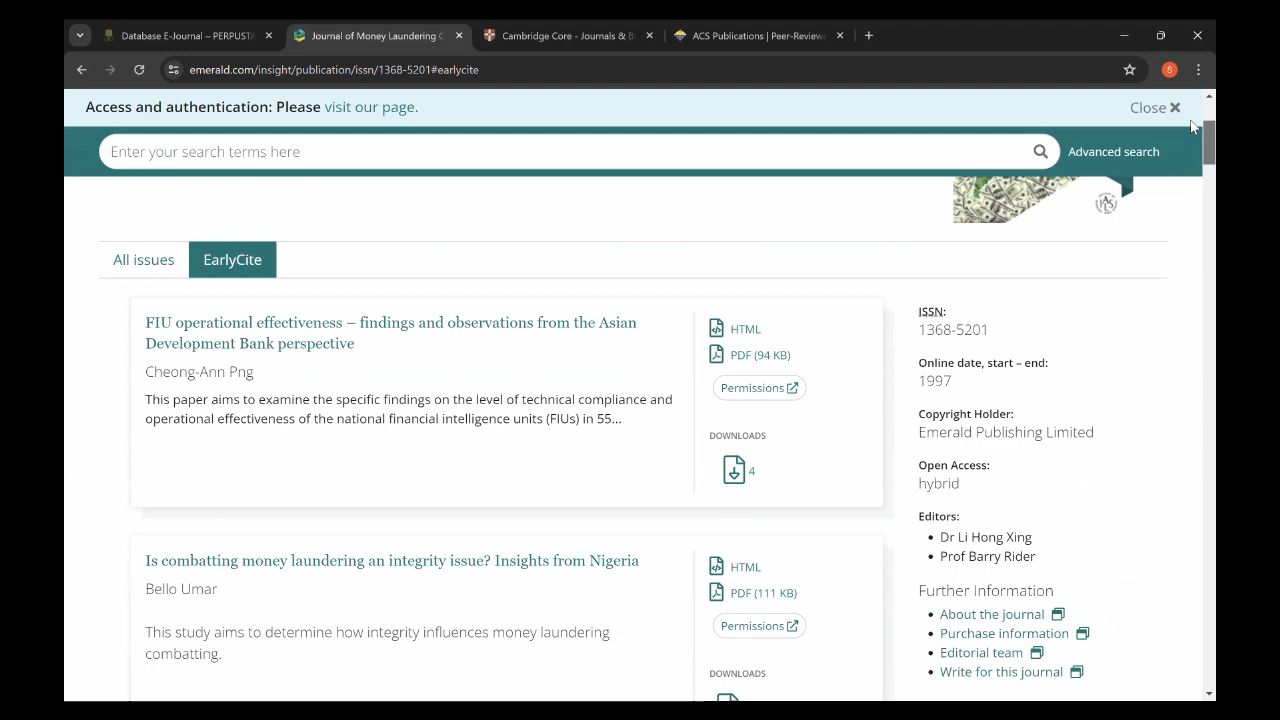 Database E-Journal – PERPUSTA
Journal of Money Laundering C
Cambridge Core - Journals & B
ACS Publications | Peer-Review
emerald.com/insight/publication/issn/1368-5201#earlycite
S
Access and authentication: Please visit our page.
Close
Enter your search terms here
Advanced search
All issues
EarlyCite
FIU operational effectiveness – findings and observations from the Asian
Development Bank perspective
Cheong-Ann Png
This paper aims to examine the specific findings on the level of technical compliance and
operational effectiveness of the national financial intelligence units (FIUs) in 55...
HTML
PDF (94 KB)
Permissions
DOWNLOADS
4
Is combatting money laundering an integrity issue? Insights from Nigeria
Bello Umar
This study aims to determine how integrity influences money laundering
combatting.
HTML
PDF (111 KB)
Permissions
DOWNLOADS
ISSN:
1368-5201
Online date, start – end:
1997
Copyright Holder:
Emerald Publishing Limited
Open Access:
hybrid
Editors:
Dr Li Hong Xing
Prof Barry Rider
Further Information
About the journal
Purchase information
Editorial team
Write for this journal